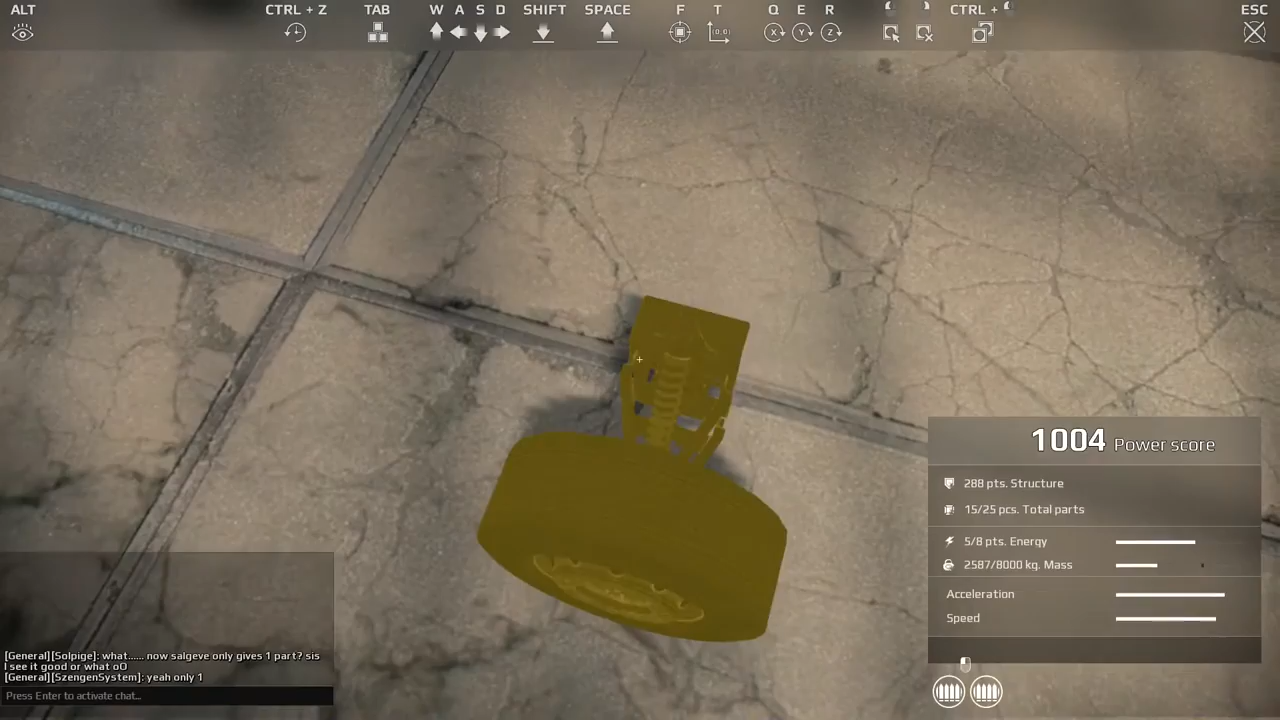 ALT
CTRL + Z
TAB
W A S D
SHIFT
SPACE
F
T
Q E R
CTRL +
ESC
(0,0)
X Y Z
1004 Power score
288 pts. Structure
15/25 pcs. Total parts
5/8 pts. Energy
2587/8000 kg. Mass
Acceleration
Speed
[General][Solpige]: what...... now salgeve only gives 1 part? sis
I see it good or what oO
[General][SzengenSystem]: yeah only 1
Press Enter to activate chat...